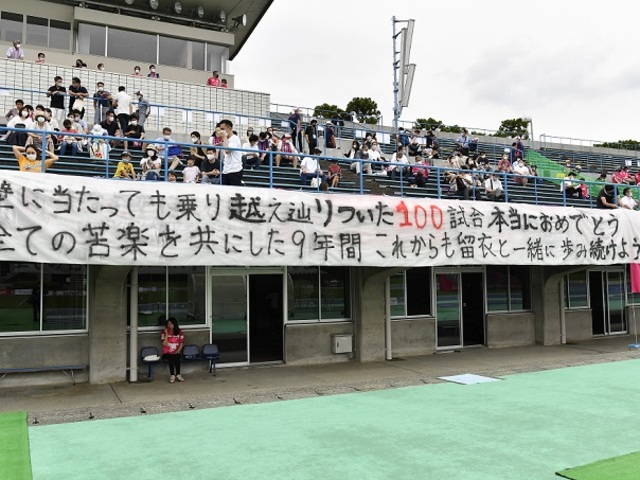 壁に当たっても乗り越え辿りついた100試合本当におめでとう
全ての苦楽を共にした9年間 これからも留衣と一緒に歩み続けよう